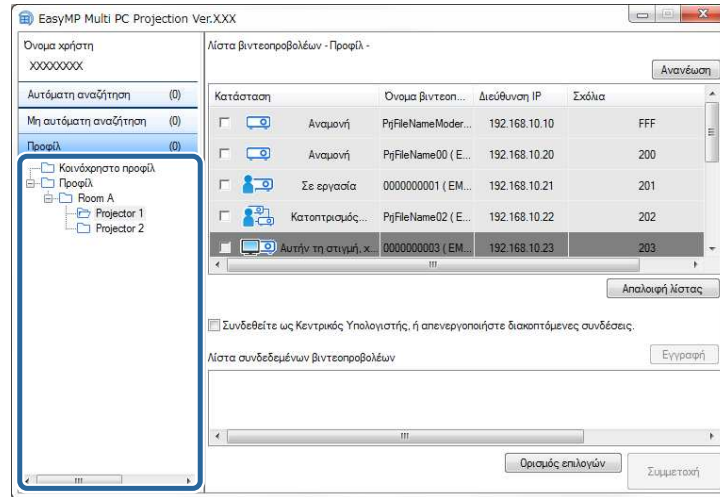 EasyMP Multi PC Projection Ver.X.XX
Όνομα χρήστη
XXXXXXXX
Αυτόματη αναζήτηση (0)
Μη αυτόματη αναζήτηση (0)
Προφίλ (0)
Κοινόχρηστο προφίλ
Προφίλ
Room A
Projector 1
Projector 2
Λίστα βιντεοπροβολέων - Προφίλ -
Ανανέωση
Κατάσταση Όνομα βιντεοπ... Διεύθυνση IP Σχόλια
Αναμονή PrjFileNameModer... 192.168.10.10 FFF
Αναμονή PrjFileName00 ( E... 192.168.10.20 200
Σε εργασία 0000000001 ( EM... 192.168.10.21 201
Κατοπτρισμός... PrjFileName02 ( E... 192.168.10.22 202
Αυτήν τη στιγμή, χ... 0000000003 ( EM... 192.168.10.23 203
Απαλοιφή λίστας
Συνδεθείτε ως Κεντρικός Υπολογιστής, ή απενεργοποιήστε διακοπτόμενες συνδέσεις.
Λίστα συνδεδεμένων βιντεοπροβολέων
Εγγραφή
Ορισμός επιλογών
Συμμετοχή